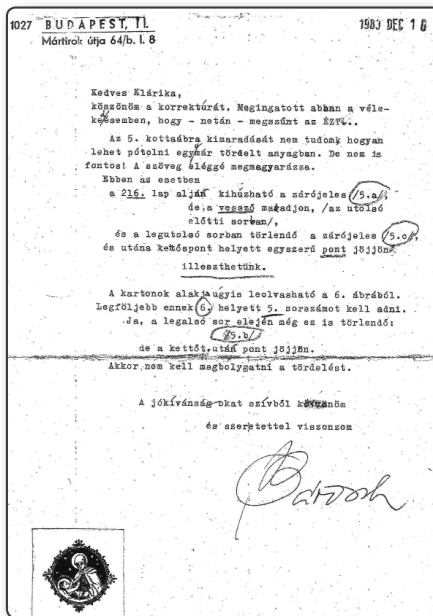 1027 BUDAPEST, II.
Mártirok útja 64/b. I. 8
1983 DEC 1
Kedves Klárika,
köszönöm a korrektúrát. Megingatott abban a véle-
kedésemben, hogy - netán - megszűnt az ÉZT...
Az 5. kottaábra kimaradását nem tudom hogyan
lehet pótolni egy már tördelt anyagban. De nem is
fontos! A szöveg eléggé megmagyarázza.
Ebben az esetben
a 216. lap alján kihúzható a zárójeles /5.a/,
de a vessző maradjon, /az utolsó
előtti sorban/,
és a legutolsó sorban törlendő a zárójeles /5.c/,
és utána kettőspont helyett egyszerű pont jöjjön.
illeszthetünk.
A kartonok alakja úgyis leolvasható a 6. ábrából.
Legföljebb ennek 6. helyett 5. sorszámot kell adni.
Ja, a legalsó sor elején még ez is törlendő:
/5.b/
de a kettőt.után pont jöjjön.
Akkor nem kell megbolygatni a tördelést.
A jókívánságokat szívből köszönöm
és szeretettel viszonzom
Bárdosh